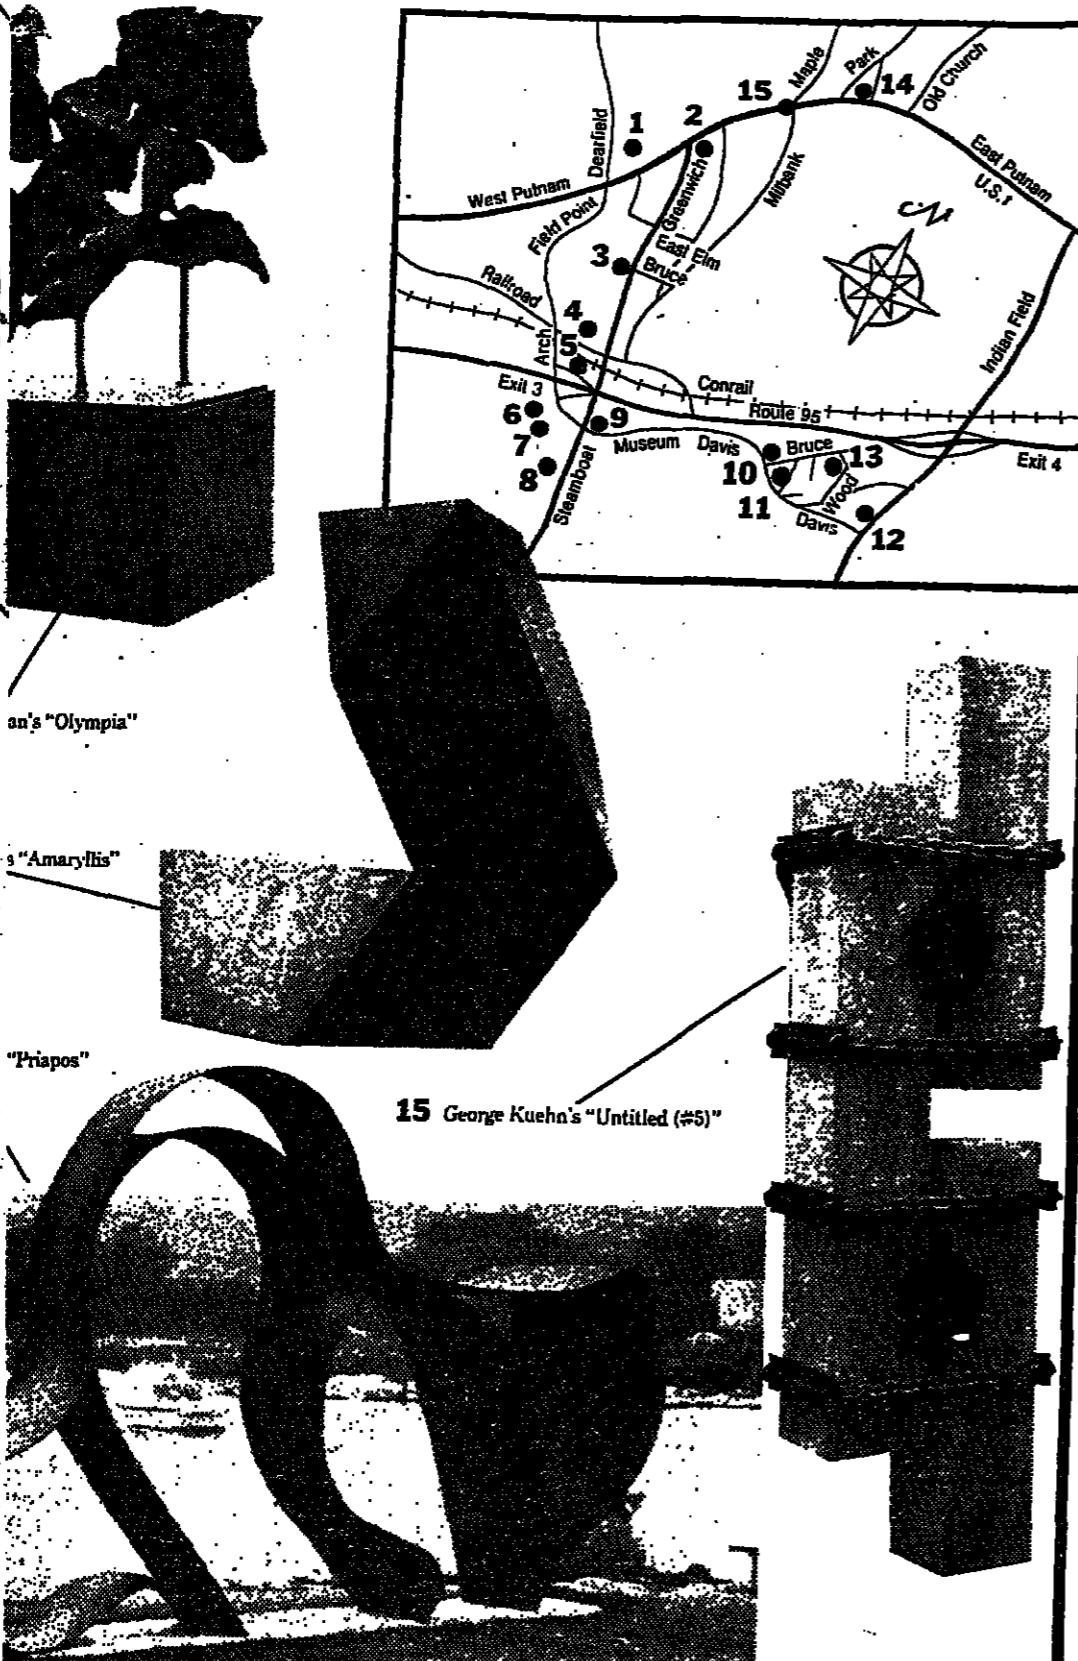 Maple
Park
Old Church
15
14
Dearfield
1
2
East Putnam
U.S. 1
West Putnam
Greenwich
Milbank
Field Point
East Elm
3
Bruce
Railroad
Indian Field
4
Arch
5
Conrail
Exit 3
Route 95
6
9
7
Museum
Davis
Bruce
Exit 4
8
10
13
Steamboat
11
Wood
Davis
12
an's "Olympia"
s "Amaryllis"
"Priapos"
15 George Kuehn's "Untitled (#5)"